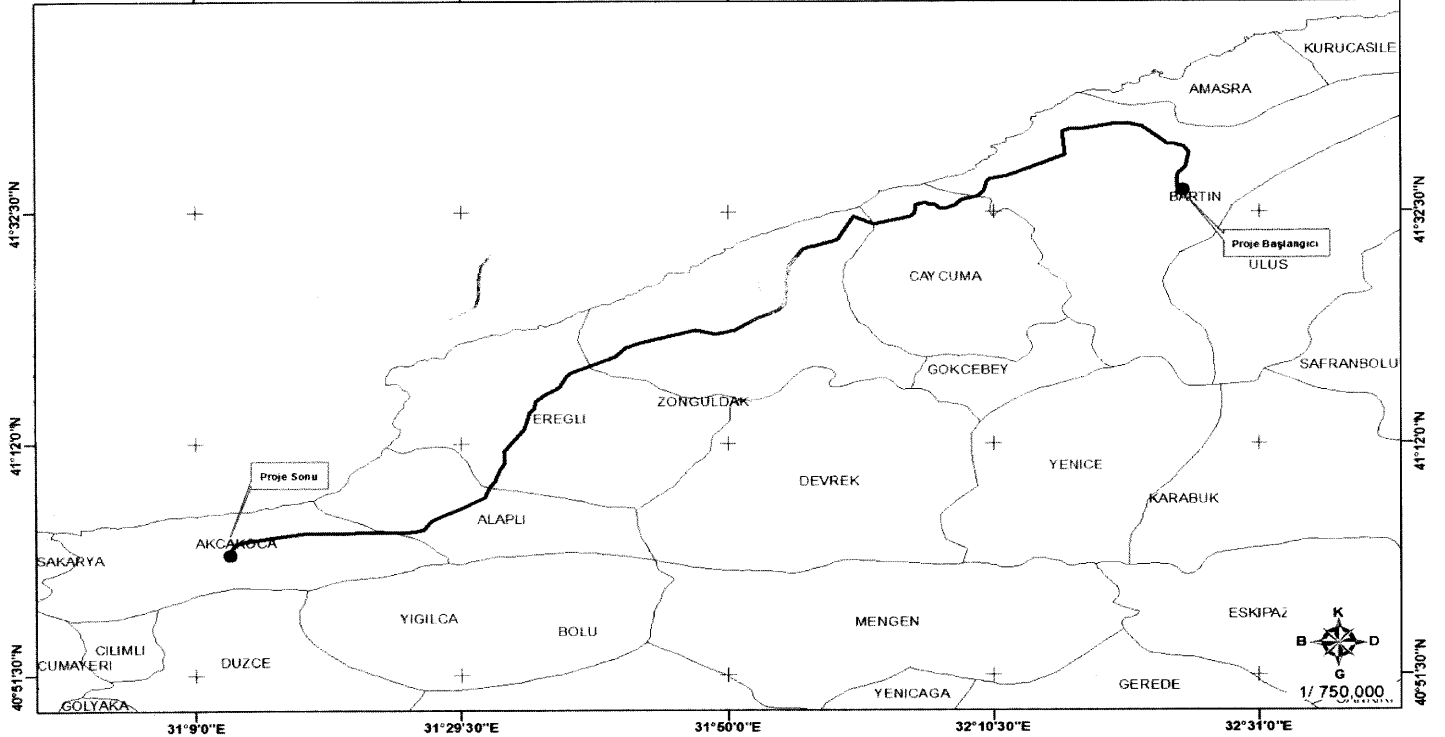 KURUCASILE
AMASRA
41°32'30"N
41°32'30"N
BARTIN
Proje Başlangıcı
ULUS
CAYCUMA
SAFRANBOLU
GOKCEBEY
ZONGULDAK
EREGLI
41°12'0"N
41°12'0"N
YENICE
Proje Sonu
DEVREK
KARABUK
ALAPLI
AKCAKOCA
SAKARYA
YIGILCA
BOLU
MENGEN
ESKIPAZ
K
B
D
G
CILIMLI
CUMAYERI
DUZCE
40°51'30"N
40°51'30"N
YENICAGA
GEREDE
1/ 750,000
GOLYAKA
31°9'0"E
31°29'30"E
31°50'0"E
32°10'30"E
32°31'0"E